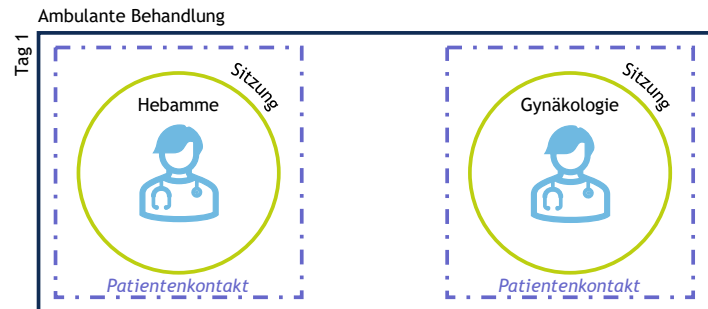 Ambulante Behandlung
Tag 1
Sitzung
Hebamme
Patientenkontakt
Sitzung
Gynäkologie
Patientenkontakt